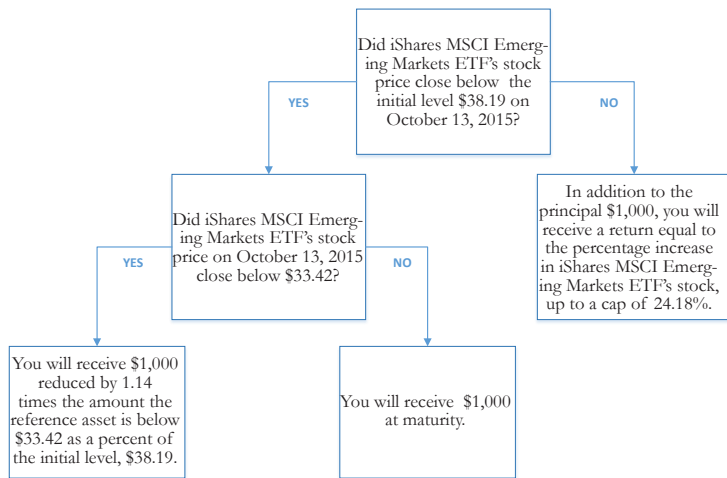 Did iShares MSCI Emerg-
ing Markets ETF's stock
price close below the
initial level $38.19 on
October 13, 2015?
YES
NO
Did iShares MSCI Emerg-
ing Markets ETF's stock
price on October 13, 2015
close below $33.42?
In addition to the
principal $1,000, you will
receive a return equal to
the percentage increase
in iShares MSCI Emerg-
ing Markets ETF's stock,
up to a cap of 24.18%.
YES
NO
You will receive $1,000
reduced by 1.14
times the amount the
reference asset is below
$33.42 as a percent of
the initial level, $38.19.
You will receive $1,000
at maturity.